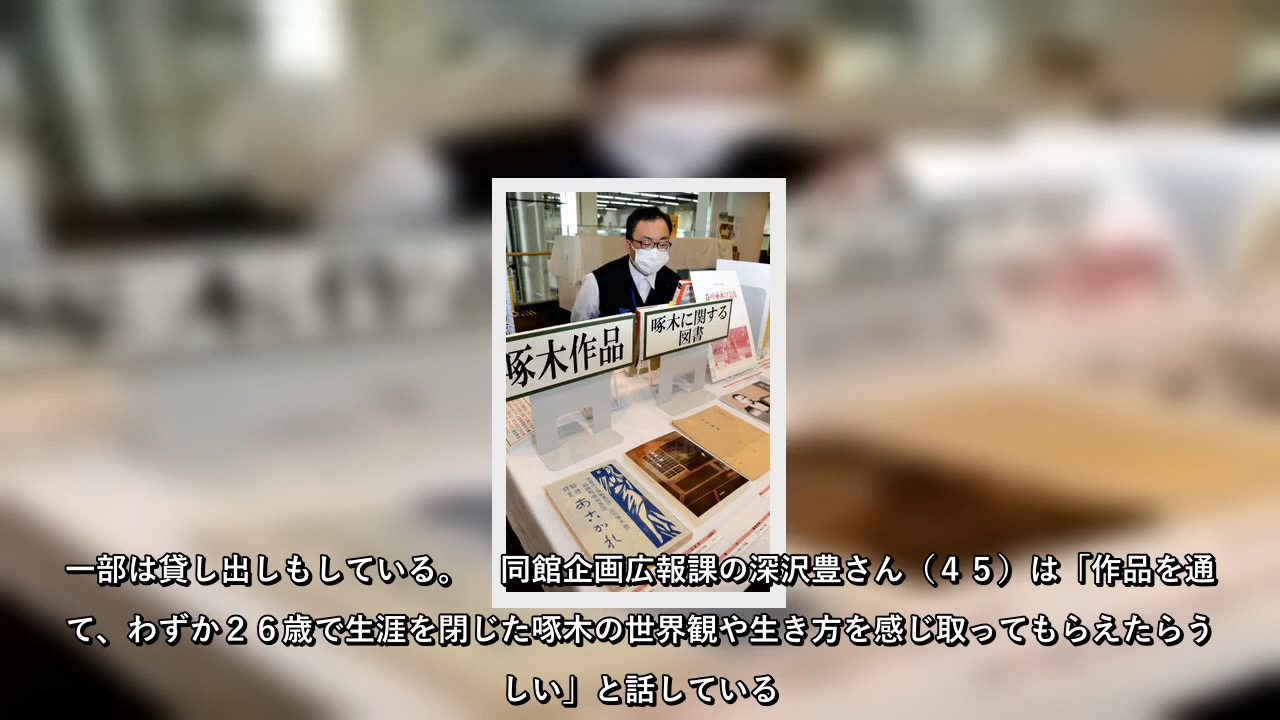 啄木作品
啄木に関する
図書
あこがれ
一部は貸し出しもしている。　同館企画広報課の深沢豊さん（４５）は「作品を通
て、わずか２６歳で生涯を閉じた啄木の世界観や生き方を感じ取ってもらえたらう
しい」と話している